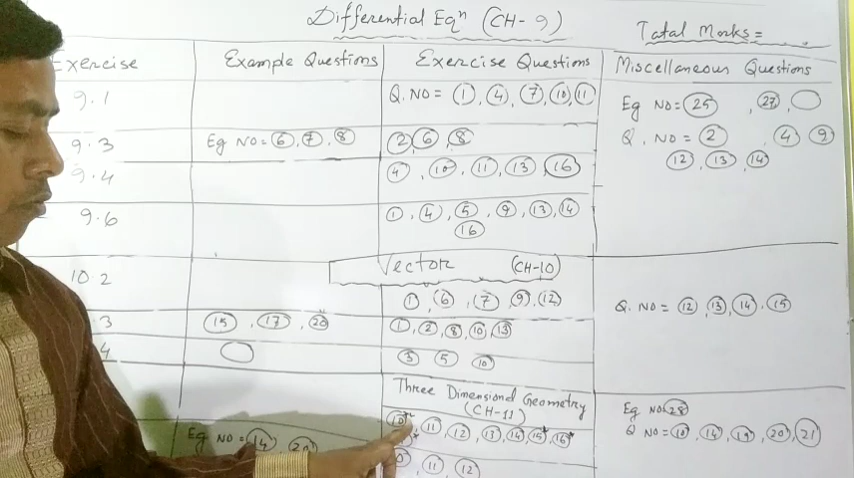 Differential Eqⁿ (CH-9)
Tatal Marks=
Exercise Example Questions Exercise Questions Miscellaneous Questions
9.1 Q. NO = 1, 4, 7, 10, 11
Eg NO= 25, 27,
9.3 Eg NO= 6, 7, 8 2, 6, 8
Q. NO= 2, 4 9
12, 13, 14
9.4 4, 10, 11, 13, 16
9.6 1, 4, 5, 9, 13, 14
16
Vector (CH-10)
10.2 1, 6, 7, 9, 12
Q. NO= 12, 13, 14, 15
.3 15, 17, 20 1, 2, 8, 10, 13
4 3 5 10
Three Dimensional Geometry
(CH-11)
Eg NO 28
10*, 11, 12, 13, 14, 15*, 16*
Q NO= 10, 14, 19, 20, 21
Eg NO= 14, 20
11, 12